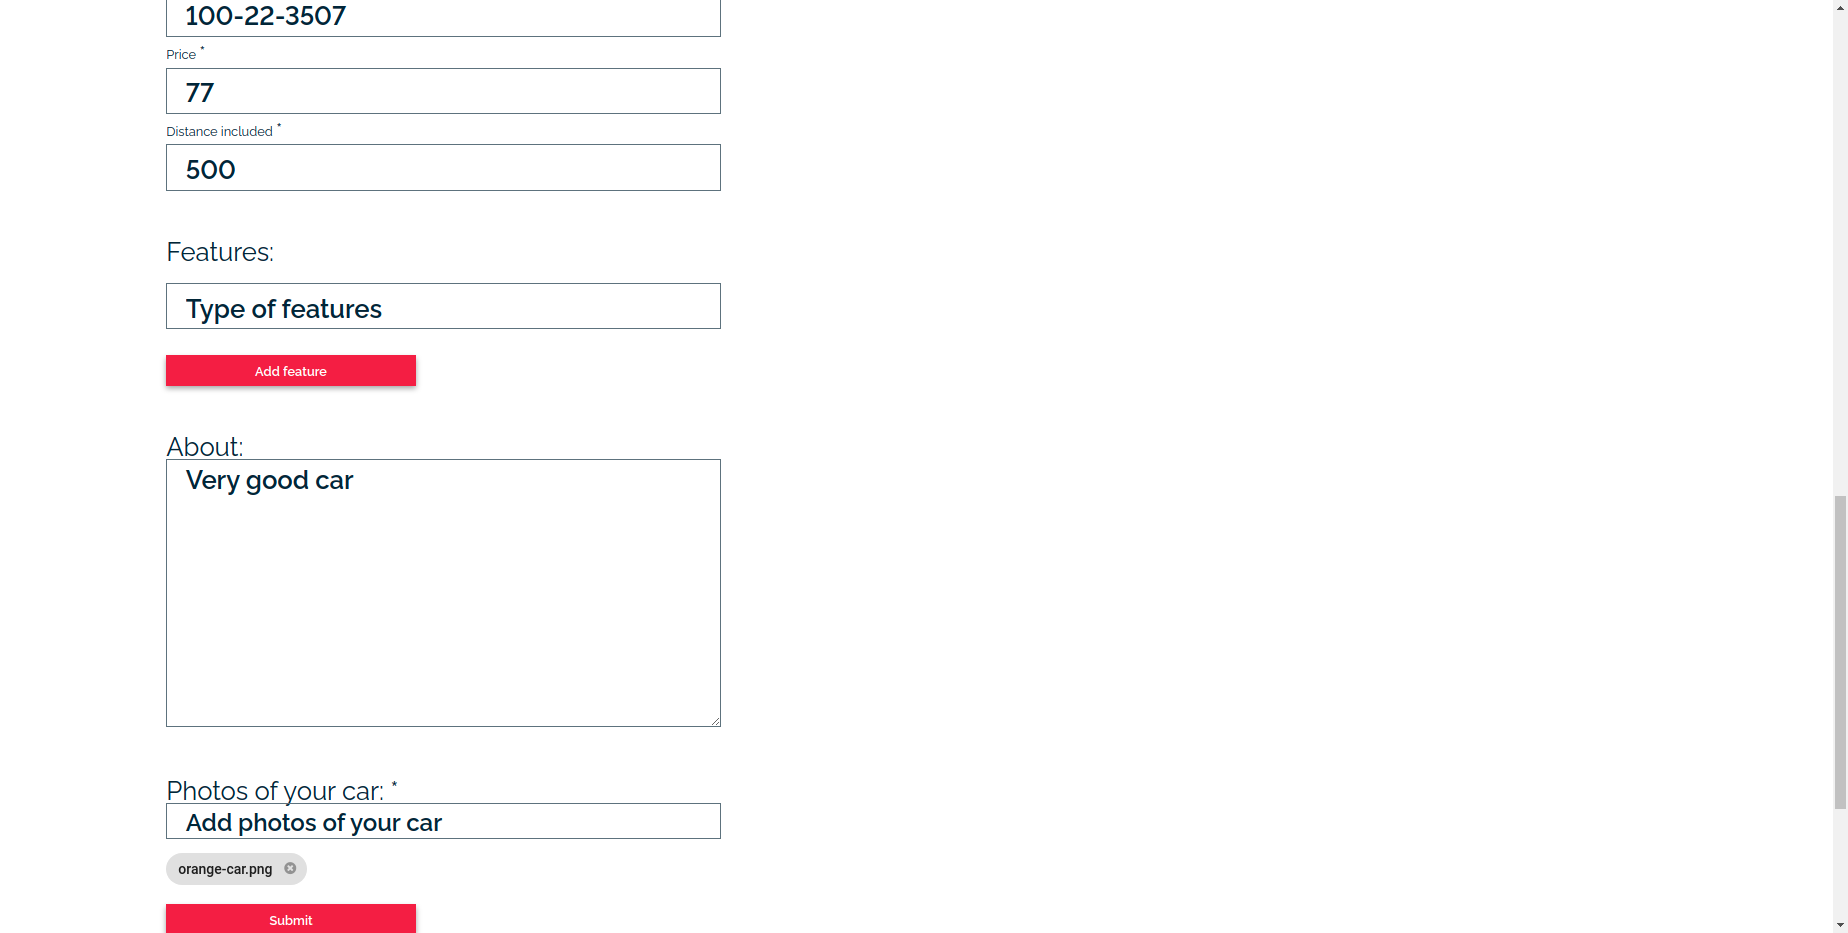 100-22-3507
Price *
77
Distance included *
500
Features:
Type of features
Add feature
About:
Very good car
Photos of your car: *
Add photos of your car
orange-car.png
Submit